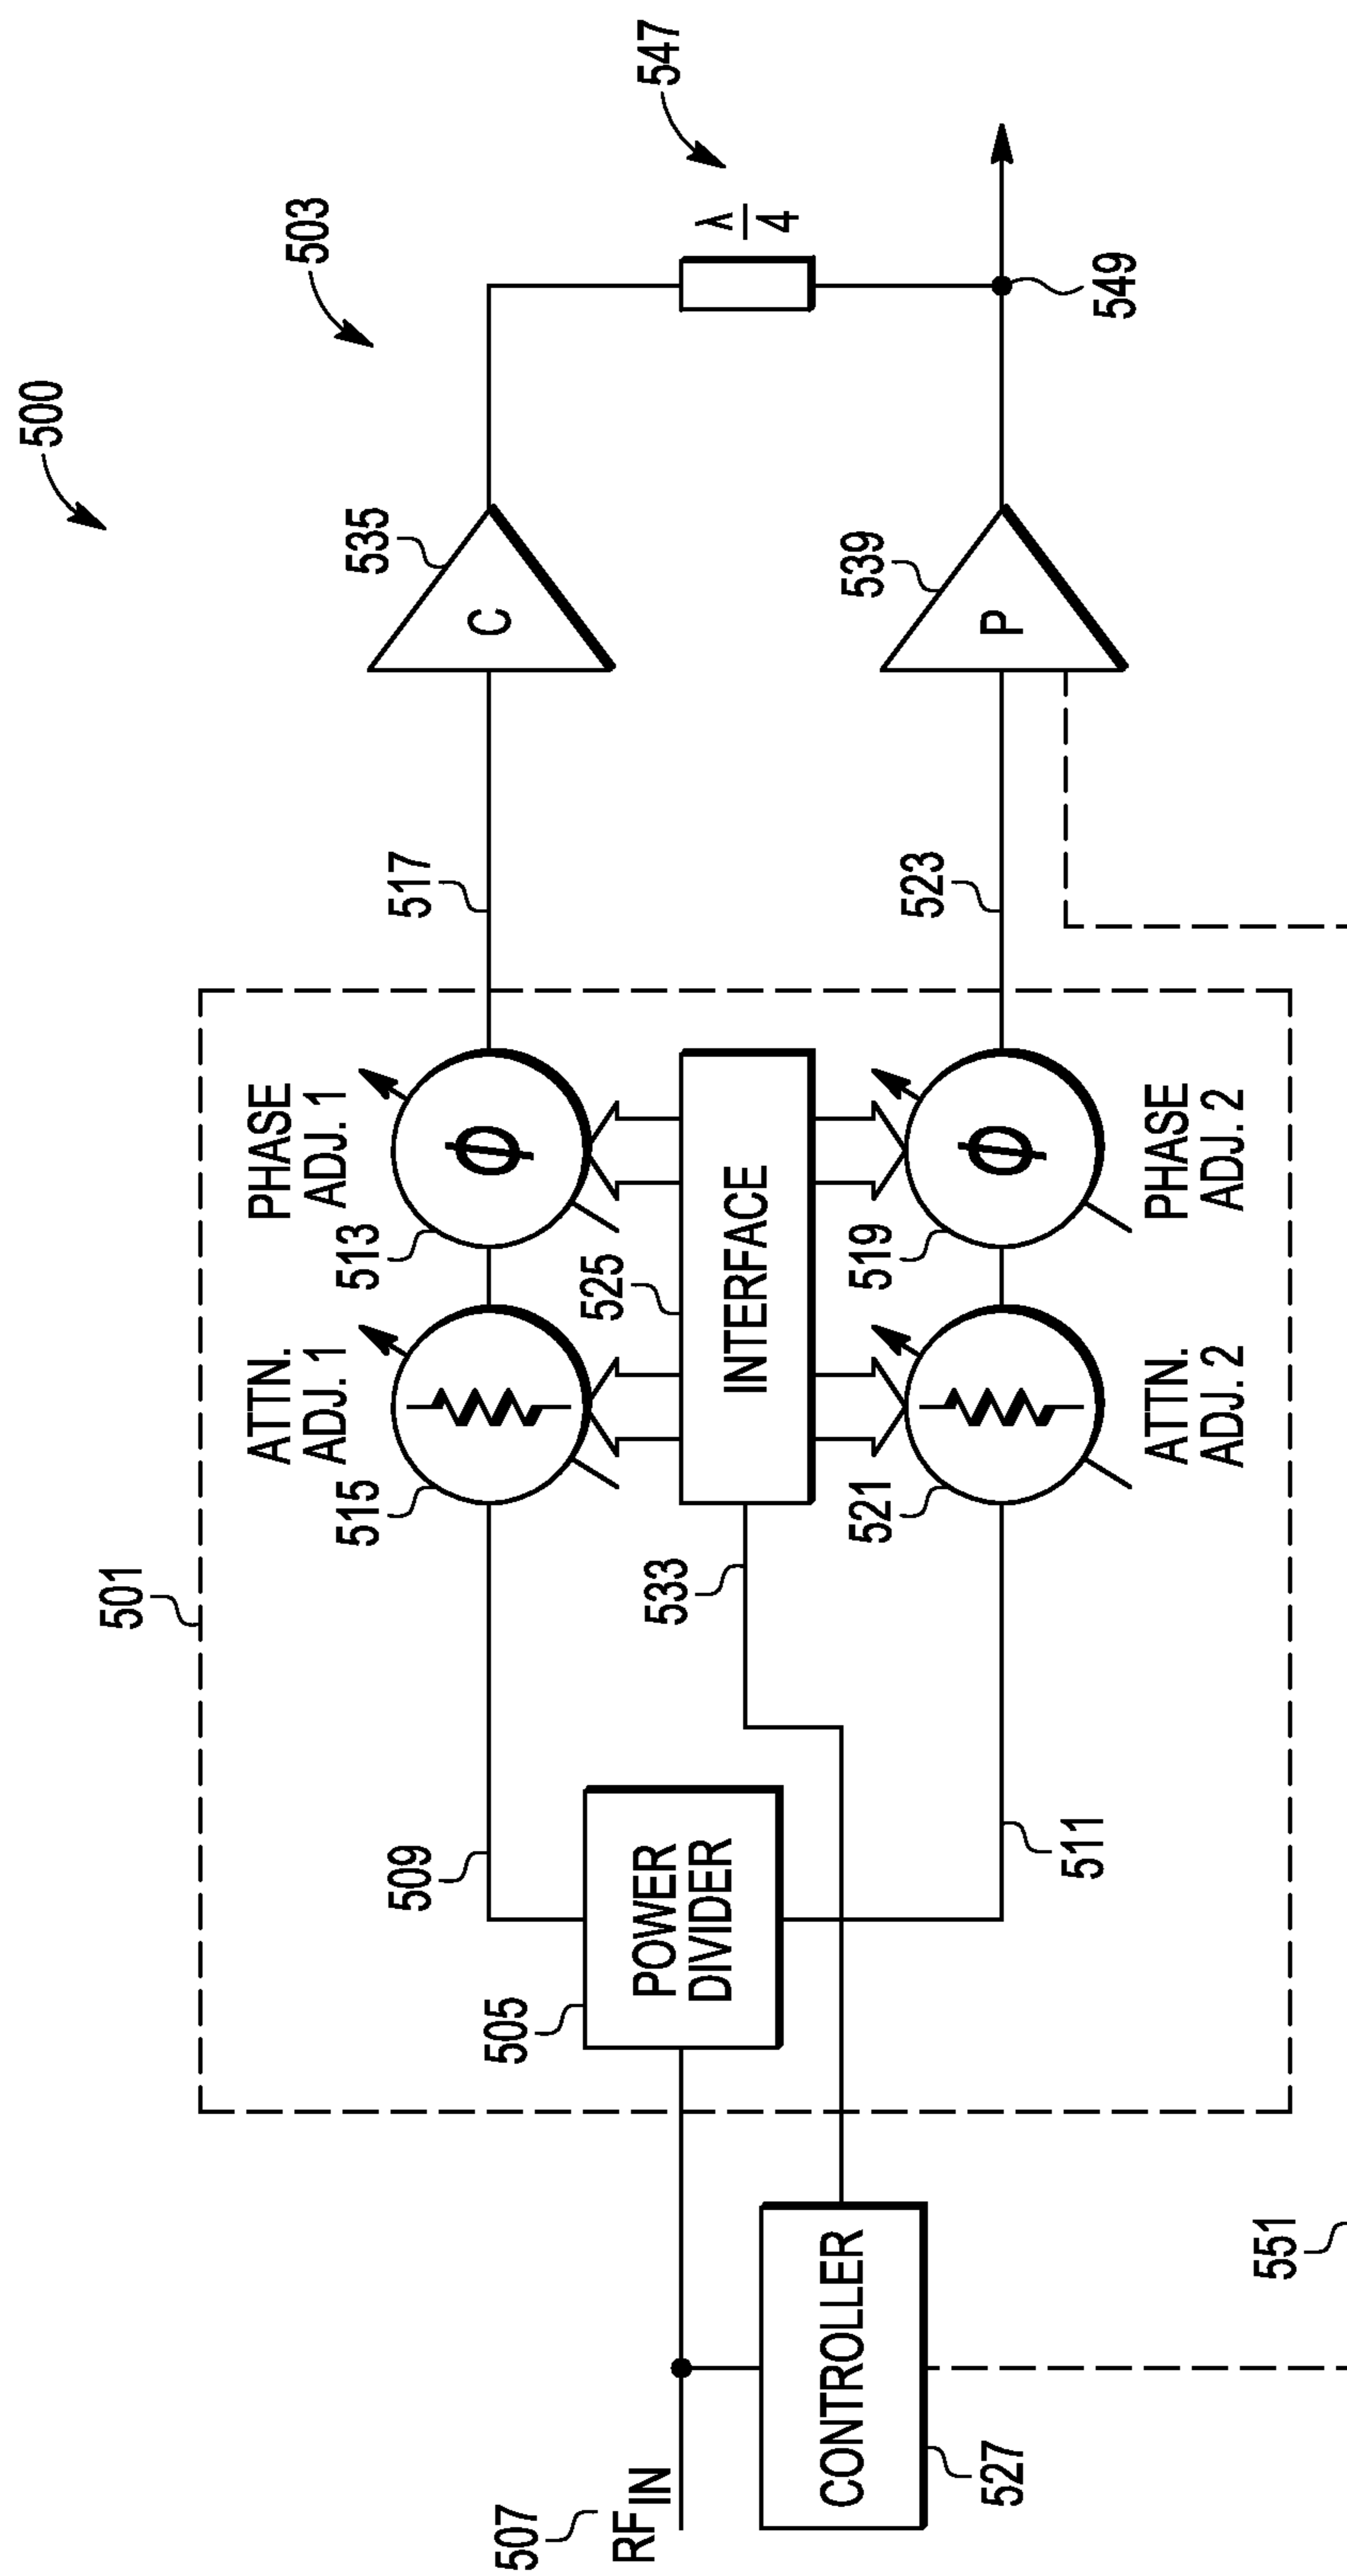 500
503
547
λ
4
535
C
539
P
549
517
523
501
PHASE
ADJ. 1
513
ATTN.
ADJ. 1
515
525
INTERFACE
533
519
PHASE
ADJ. 2
521
ATTN.
ADJ. 2
509
511
505
POWER
DIVIDER
507
RF IN
CONTROLLER
527
551
ϕ
ϕ